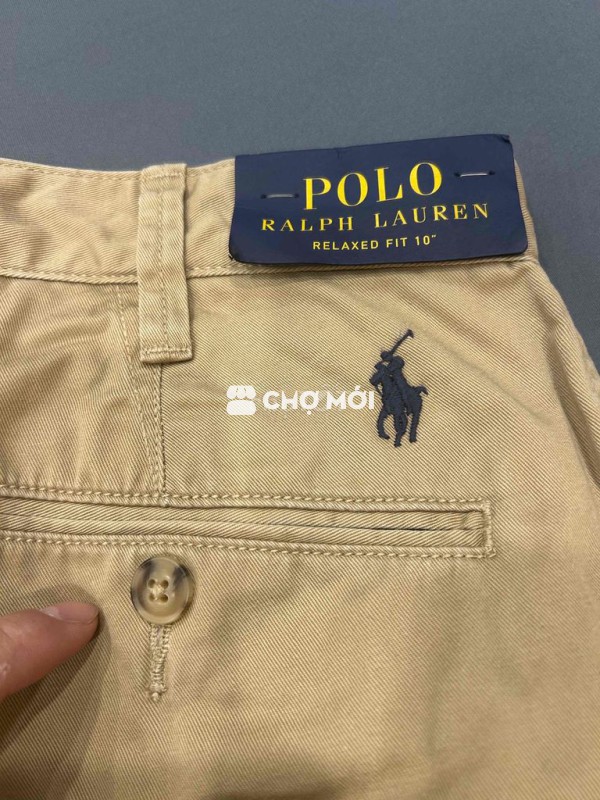 POLO
RALPH LAUREN
RELAXED FIT 10"
CHỢ MỚI